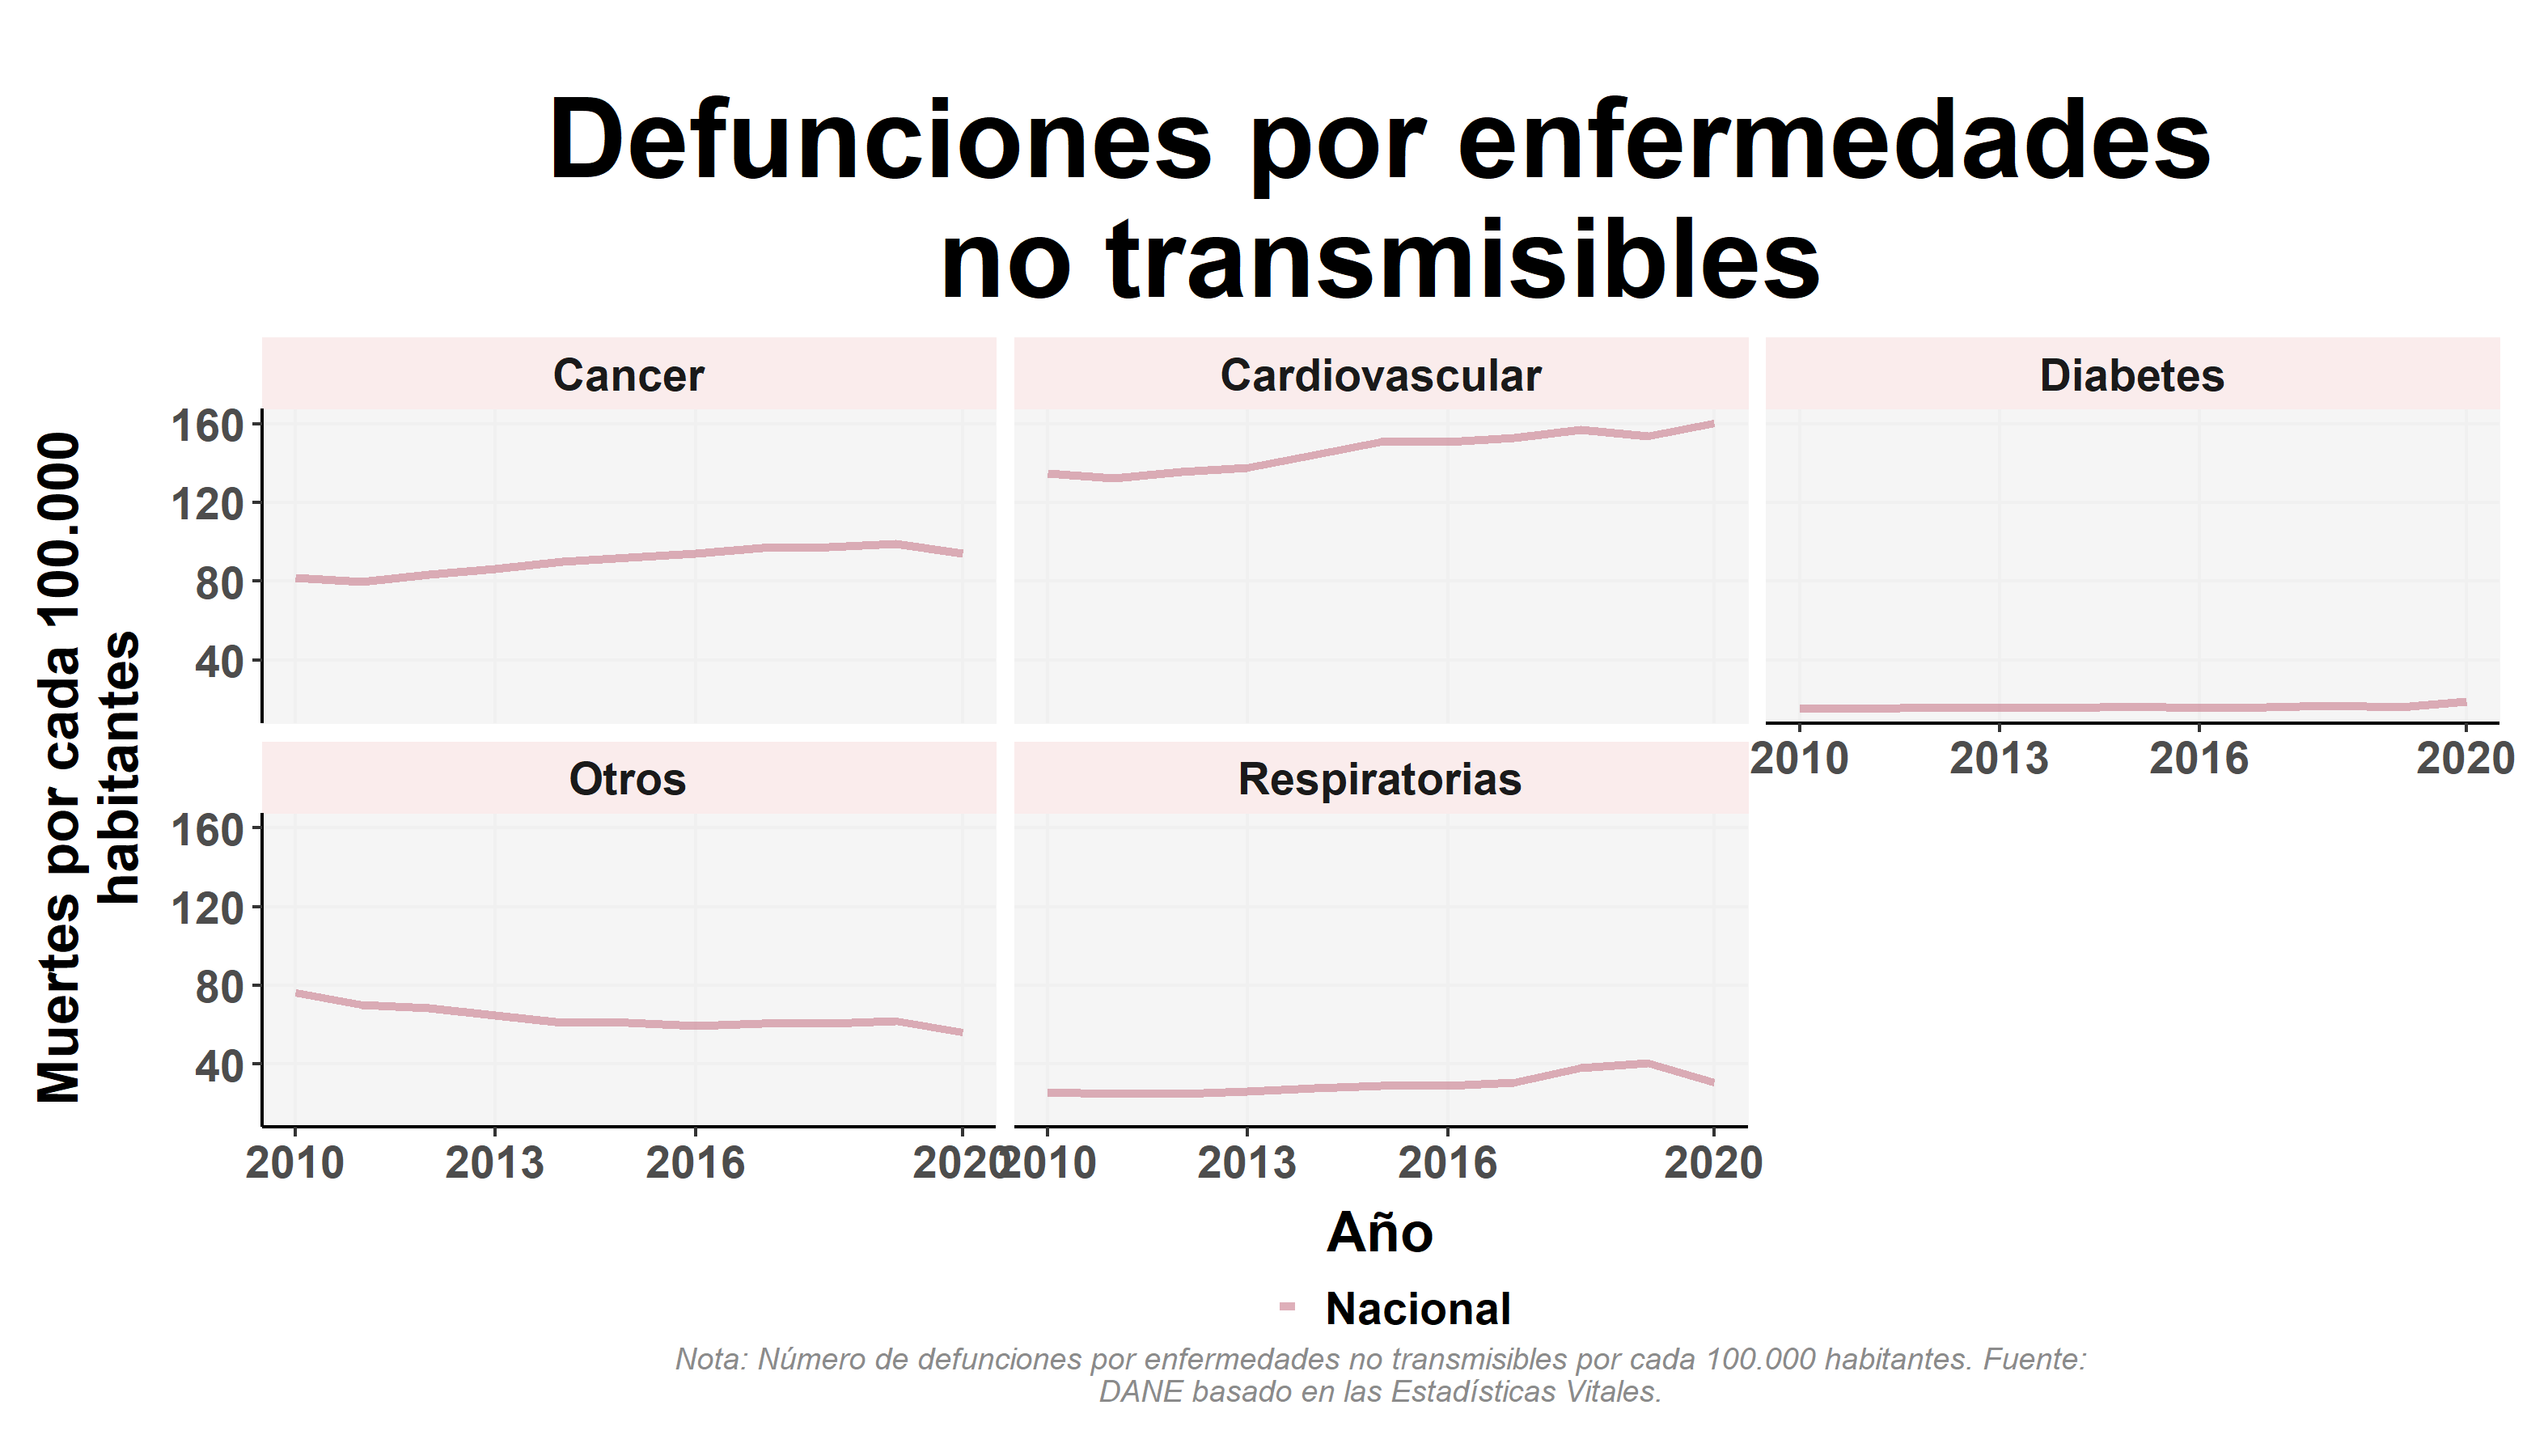 Defunciones por enfermedades
no transmisibles
Muertes por cada 100.000
habitantes
Cancer
Cardiovascular
Diabetes
160
120
80
40
2010 2013 2016 2020
Otros
Respiratorias
160
120
80
40
2010 2013 2016 2020
2010 2013 2016 2020
Año
Nacional
Nota: Número de defunciones por enfermedades no transmisibles por cada 100.000 habitantes. Fuente:
DANE basado en las Estadísticas Vitales.